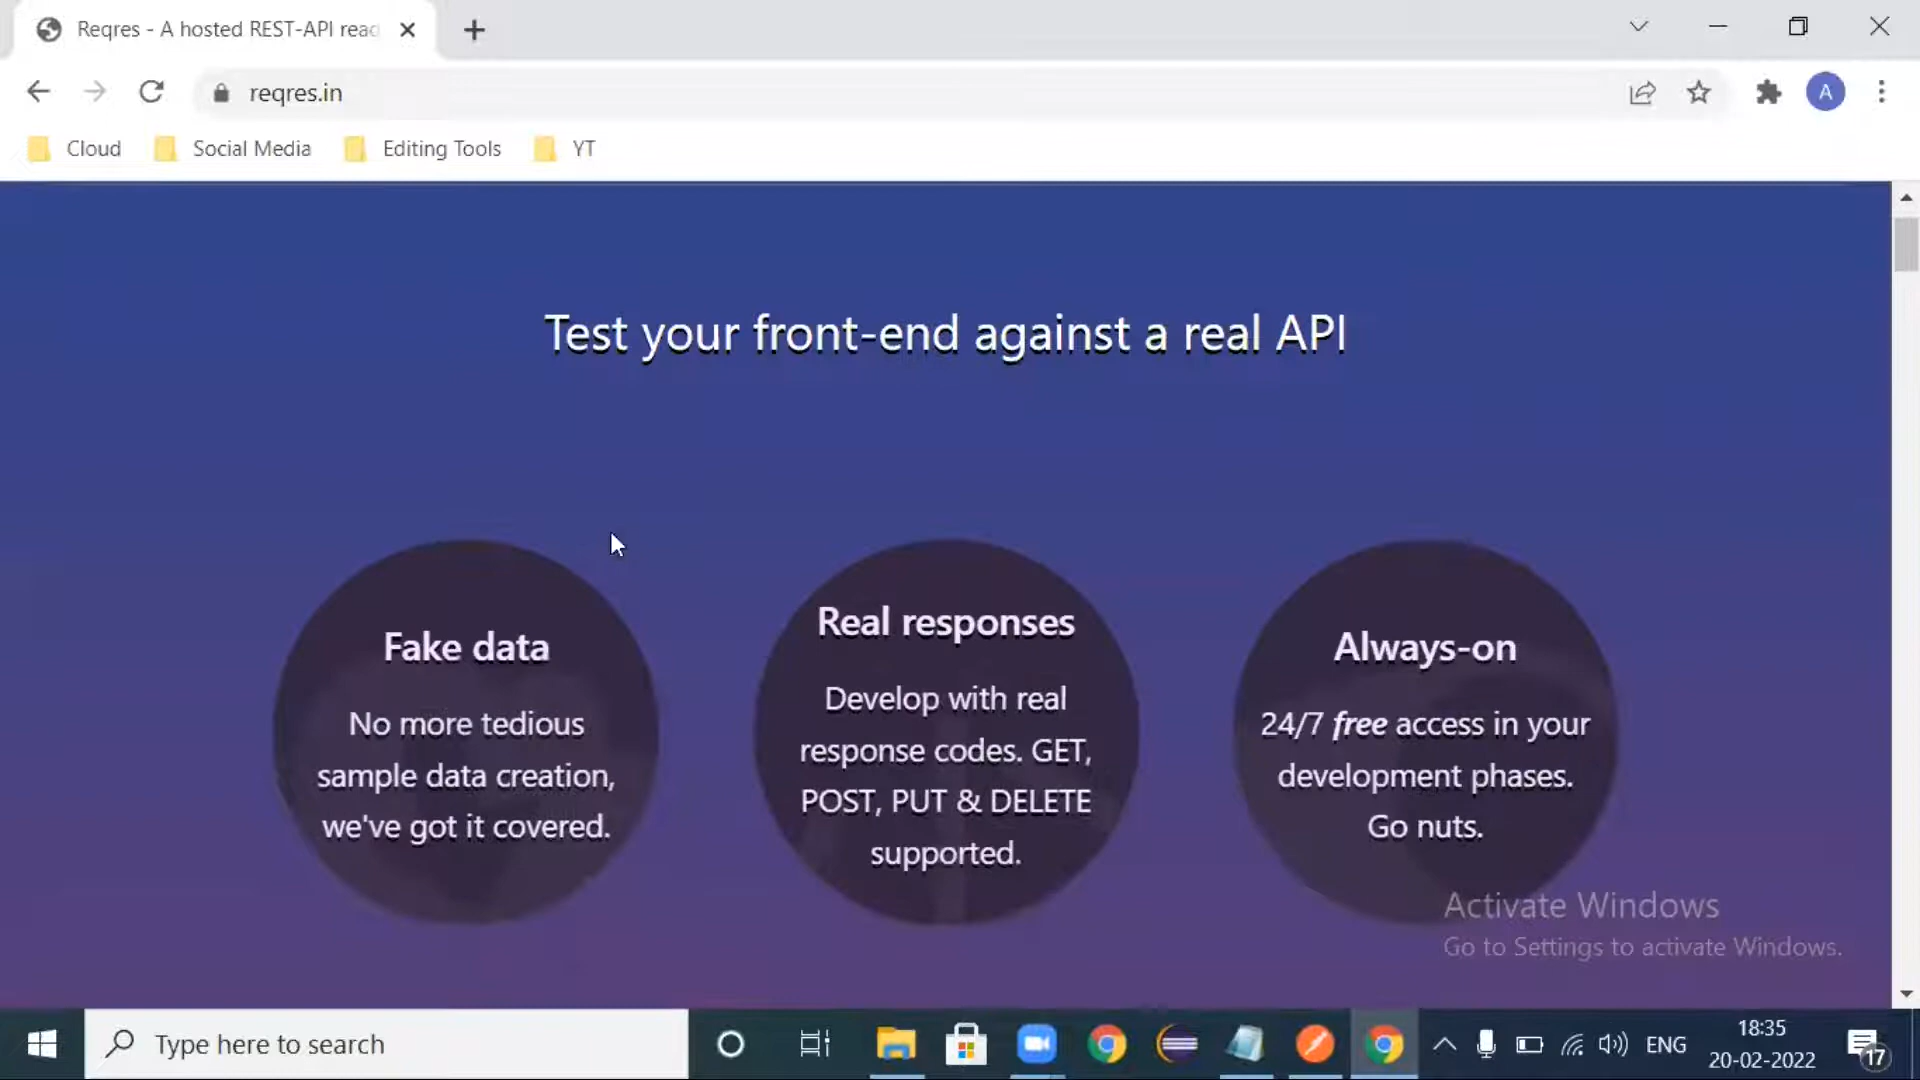 Reqres - A hosted REST-API read
reqres.in
A
Cloud
Social Media
Editing Tools
YT
Test your front-end against a real API
Fake data
No more tedious
sample data creation,
we've got it covered.
Real responses
Develop with real
response codes. GET,
POST, PUT & DELETE
supported.
Always-on
24/7 free access in your
development phases.
Go nuts.
Activate Windows
Go to Settings to activate Windows.
Type here to search
ENG
18:35
20-02-2022
17